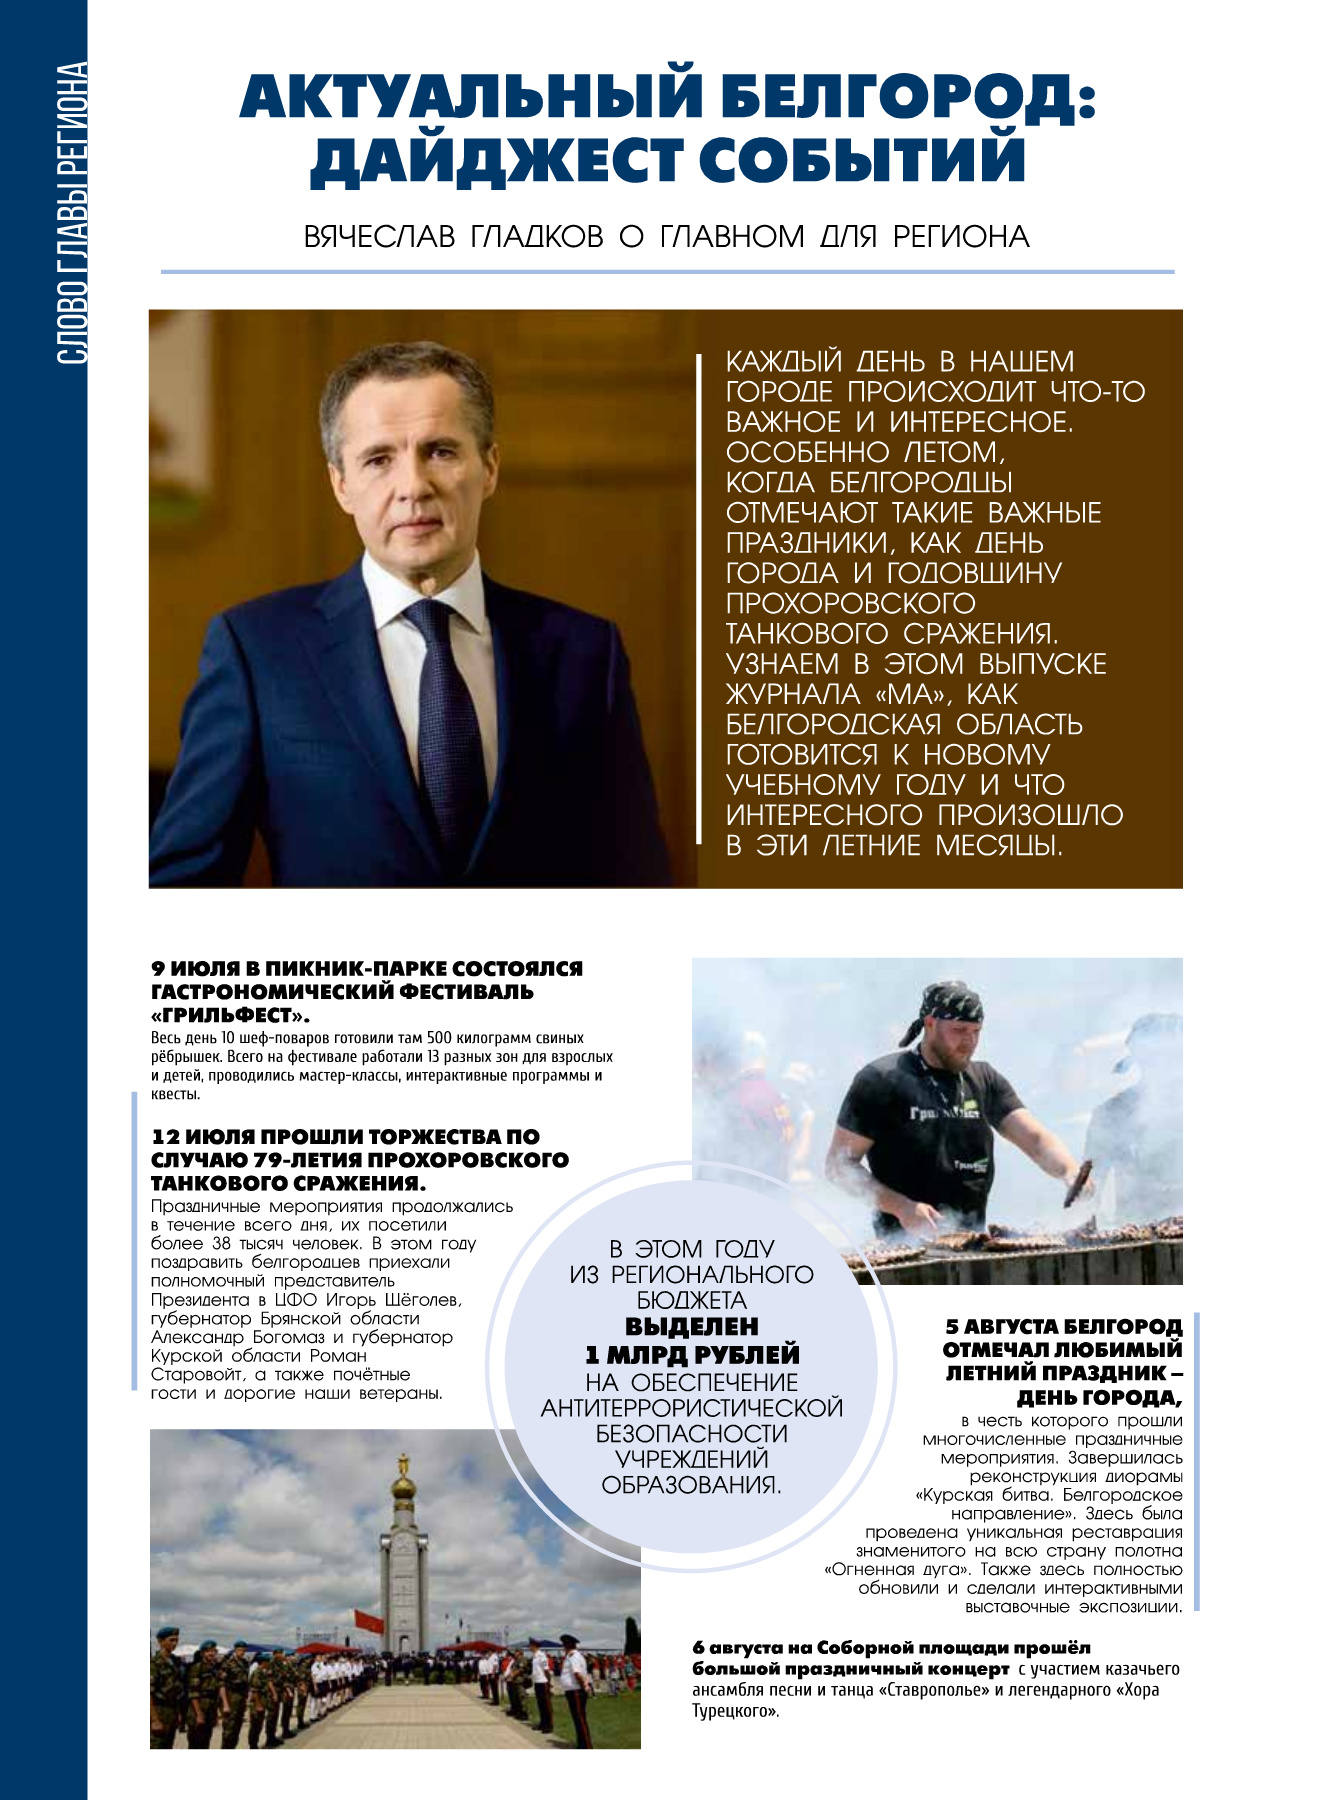 СЛОВО ГЛАВЫ РЕГИОНА
АКТУАЛЬНЫЙ БЕЛГОРОД:
ДАЙДЖЕСТ СОБЫТИЙ
ВЯЧЕСЛАВ ГЛАДКОВ О ГЛАВНОМ ДЛЯ РЕГИОНА
КАЖДЫЙ ДЕНЬ В НАШЕМ
ГОРОДЕ ПРОИСХОДИТ ЧТО-ТО
ВАЖНОЕ И ИНТЕРЕСНОЕ.
ОСОБЕННО ЛЕТОМ,
КОГДА БЕЛГОРОДЦЫ
ОТМЕЧАЮТ ТАКИЕ ВАЖНЫЕ
ПРАЗДНИКИ, КАК ДЕНЬ
ГОРОДА И ГОДОВЩИНУ
ПРОХОРОВСКОГО
ТАНКОВОГО СРАЖЕНИЯ.
УЗНАЕМ В ЭТОМ ВЫПУСКЕ
ЖУРНАЛА «МА», КАК
БЕЛГОРОДСКАЯ ОБЛАСТЬ
ГОТОВИТСЯ К НОВОМУ
УЧЕБНОМУ ГОДУ И ЧТО
ИНТЕРЕСНОГО ПРОИЗОШЛО
В ЭТИ ЛЕТНИЕ МЕСЯЦЫ.
9 ИЮЛЯ В ПИКНИК-ПАРКЕ СОСТОЯЛСЯ
ГАСТРОНОМИЧЕСКИЙ ФЕСТИВАЛЬ
«ГРИЛЬФЕСТ».
Весь день 10 шеф-поваров готовили там 500 килограмм свиных
рёбрышек. Всего на фестивале работали 13 разных зон для взрослых
и детей, проводились мастер-классы, интерактивные программы и
квесты.
12 ИЮЛЯ ПРОШЛИ ТОРЖЕСТВА ПО
СЛУЧАЮ 79-ЛЕТИЯ ПРОХОРОВСКОГО
ТАНКОВОГО СРАЖЕНИЯ.
Праздничные мероприятия продолжались
в течение всего дня, их посетили
более 38 тысяч человек. В этом году
поздравить белгородцев приехали
полномочный представитель
Президента в ЦФО Игорь Щёголев,
губернатор Брянской области
Александр Богомаз и губернатор
Курской области Роман
Старовойт, а также почётные
гости и дорогие наши ветераны.
В ЭТОМ ГОДУ
ИЗ РЕГИОНАЛЬНОГО
БЮДЖЕТА
ВЫДЕЛЕН
1 МЛРД РУБЛЕЙ
НА ОБЕСПЕЧЕНИЕ
АНТИТЕРРОРИСТИЧЕСКОЙ
БЕЗОПАСНОСТИ
УЧРЕЖДЕНИЙ
ОБРАЗОВАНИЯ.
5 АВГУСТА БЕЛГОРОД
ОТМЕЧАЛ ЛЮБИМЫЙ
ЛЕТНИЙ ПРАЗДНИК –
ДЕНЬ ГОРОДА,
в честь которого прошли
многочисленные праздничные
мероприятия. Завершилась
реконструкция диорамы
«Курская битва. Белгородское
направление». Здесь была
проведена уникальная реставрация
знаменитого на всю страну полотна
«Огненная дуга». Также здесь полностью
обновили и сделали интерактивными
выставочные экспозиции.
6 августа на Соборной площади прошёл
большой праздничный концерт с участием казачьего
ансамбля песни и танца «Ставрополье» и легендарного «Хора
Турецкого».